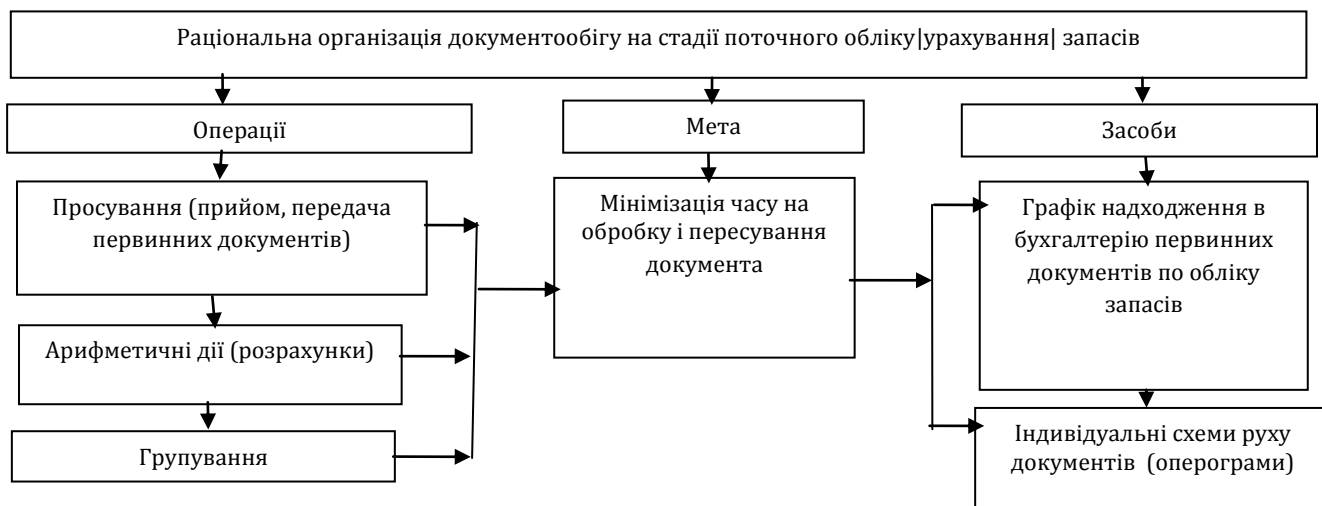 Раціональна організація документообігу на стадії поточного обліку|урахування| запасів
Операції
Мета
Засоби
Просування (прийом, передача
первинних документів)
Арифметичні дії (розрахунки)
Групування
Мінімізація часу на
обробку і пересування
документа
Графік надходження в
бухгалтерію первинних
документів по обліку
запасів
Індивідуальні схеми руху
документів (оперограми)